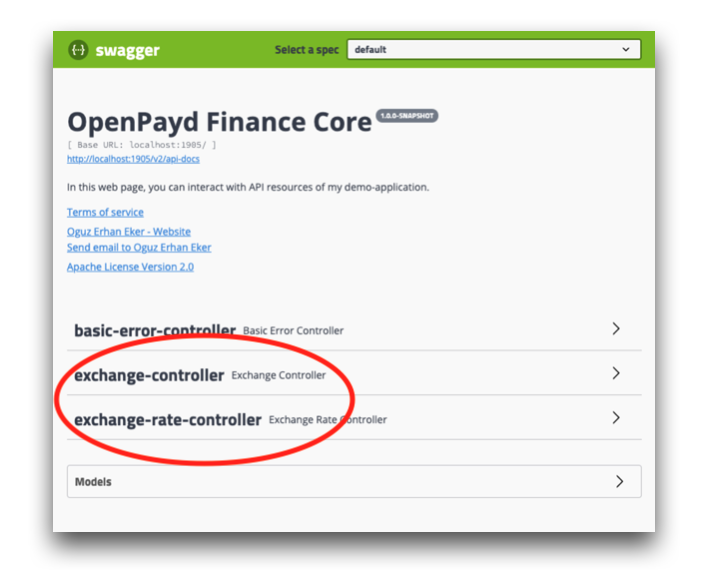 {··} swagger Select a spec default
OpenPayd Finance Core 1.0.0-SNAPSHOT
[ Base URL: localhost:1905/ ]
http://localhost:1905/v2/api-docs
In this web page, you can interact with API resources of my demo-application.
Terms of service
Oguz Erhan Eker - Website
Send email to Oguz Erhan Eker
Apache License Version 2.0
basic-error-controller Basic Error Controller
exchange-controller Exchange Controller
exchange-rate-controller Exchange Rate Controller
Models